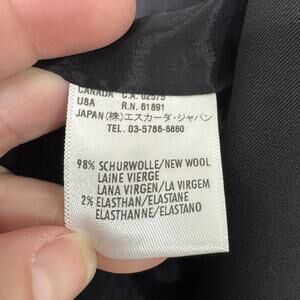 CANADA C.A. 02575
USA R.N. 61891
JAPAN (株)エスカーダ・ジャパン
TEL. 03-5786-6860
98% SCHURWOLLE/NEW WOOL
LAINE VIERGE
LANA VIRGEN/LA VIRGEM
2% ELASTHAN/ELASTANE
ELASTHANNE/ELASTANO